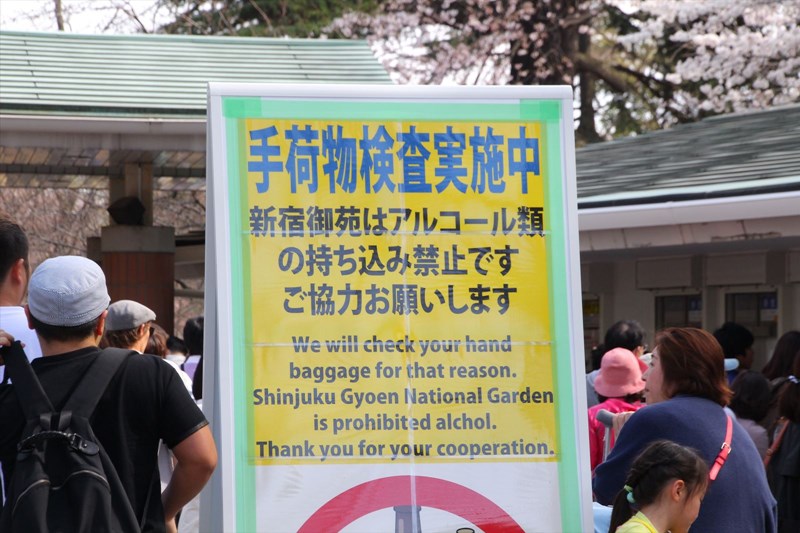 手荷物検査実施中
新宿御苑はアルコール類
の持ち込み禁止です
ご協力お願いします
We will check your hand
baggage for that reason.
Shinjuku Gyoen National Garden
is prohibited alchol.
Thank you for your cooperation.